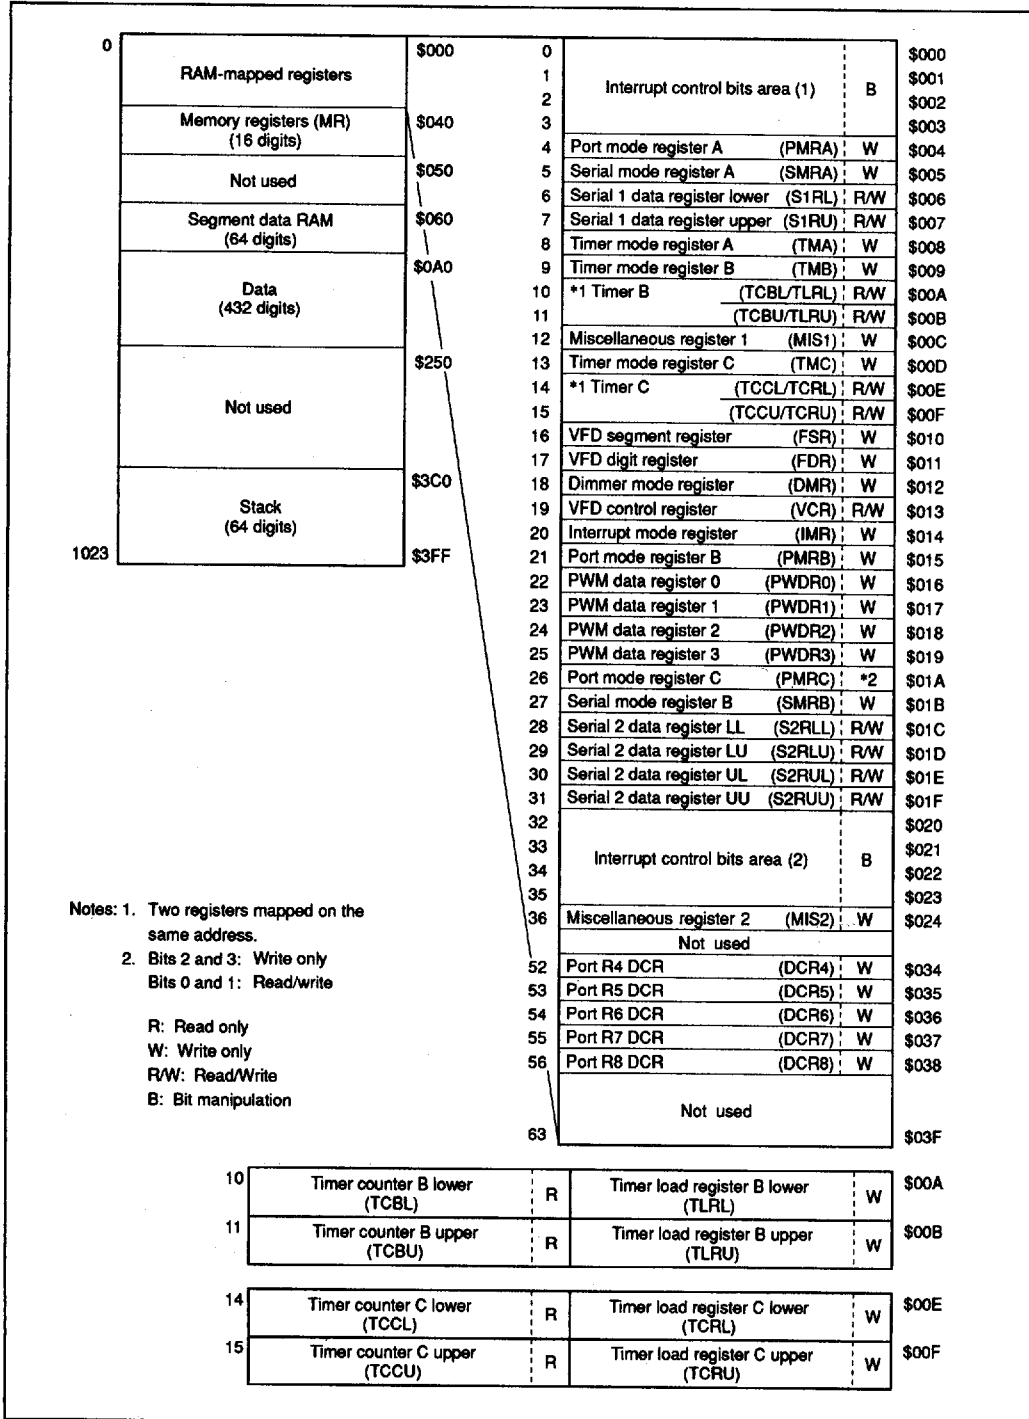 0 $000
RAM-mapped registers
Memory registers (MR) $040
(16 digits)
Not used $050
Segment data RAM $060
(64 digits)
$0A0
Data
(432 digits)
$250
Not used
$3C0
Stack
(64 digits)
1023 $3FF
0 $000
1 Interrupt control bits area (1) B $001
2 $002
3 $003
4 Port mode register A (PMRA) W $004
5 Serial mode register A (SMRA) W $005
6 Serial 1 data register lower (S1RL) R/W $006
7 Serial 1 data register upper (S1RU) R/W $007
8 Timer mode register A (TMA) W $008
9 Timer mode register B (TMB) W $009
10 *1 Timer B (TCBL/TLRL) R/W $00A
11 (TCBU/TLRU) R/W $00B
12 Miscellaneous register 1 (MIS1) W $00C
13 Timer mode register C (TMC) W $00D
14 *1 Timer C (TCCL/TCRL) R/W $00E
15 (TCCU/TCRU) R/W $00F
16 VFD segment register (FSR) W $010
17 VFD digit register (FDR) W $011
18 Dimmer mode register (DMR) W $012
19 VFD control register (VCR) R/W $013
20 Interrupt mode register (IMR) W $014
21 Port mode register B (PMRB) W $015
22 PWM data register 0 (PWDR0) W $016
23 PWM data register 1 (PWDR1) W $017
24 PWM data register 2 (PWDR2) W $018
25 PWM data register 3 (PWDR3) W $019
26 Port mode register C (PMRC) *2 $01A
27 Serial mode register B (SMRB) W $01B
28 Serial 2 data register LL (S2RLL) R/W $01C
29 Serial 2 data register LU (S2RLU) R/W $01D
30 Serial 2 data register UL (S2RUL) R/W $01E
31 Serial 2 data register UU (S2RUU) R/W $01F
32 $020
33 Interrupt control bits area (2) B $021
34 $022
35 $023
36 Miscellaneous register 2 (MIS2) W $024
Not used
52 Port R4 DCR (DCR4) W $034
53 Port R5 DCR (DCR5) W $035
54 Port R6 DCR (DCR6) W $036
55 Port R7 DCR (DCR7) W $037
56 Port R8 DCR (DCR8) W $038
Not used
63 $03F
Notes: 1. Two registers mapped on the
same address.
2. Bits 2 and 3: Write only
Bits 0 and 1: Read/write
R: Read only
W: Write only
R/W: Read/Write
B: Bit manipulation
10 Timer counter B lower R Timer load register B lower W $00A
(TCBL) (TLRL)
11 Timer counter B upper R Timer load register B upper W $00B
(TCBU) (TLRU)
14 Timer counter C lower R Timer load register C lower W $00E
(TCCL) (TCRL)
15 Timer counter C upper R Timer load register C upper W $00F
(TCCU) (TCRU)